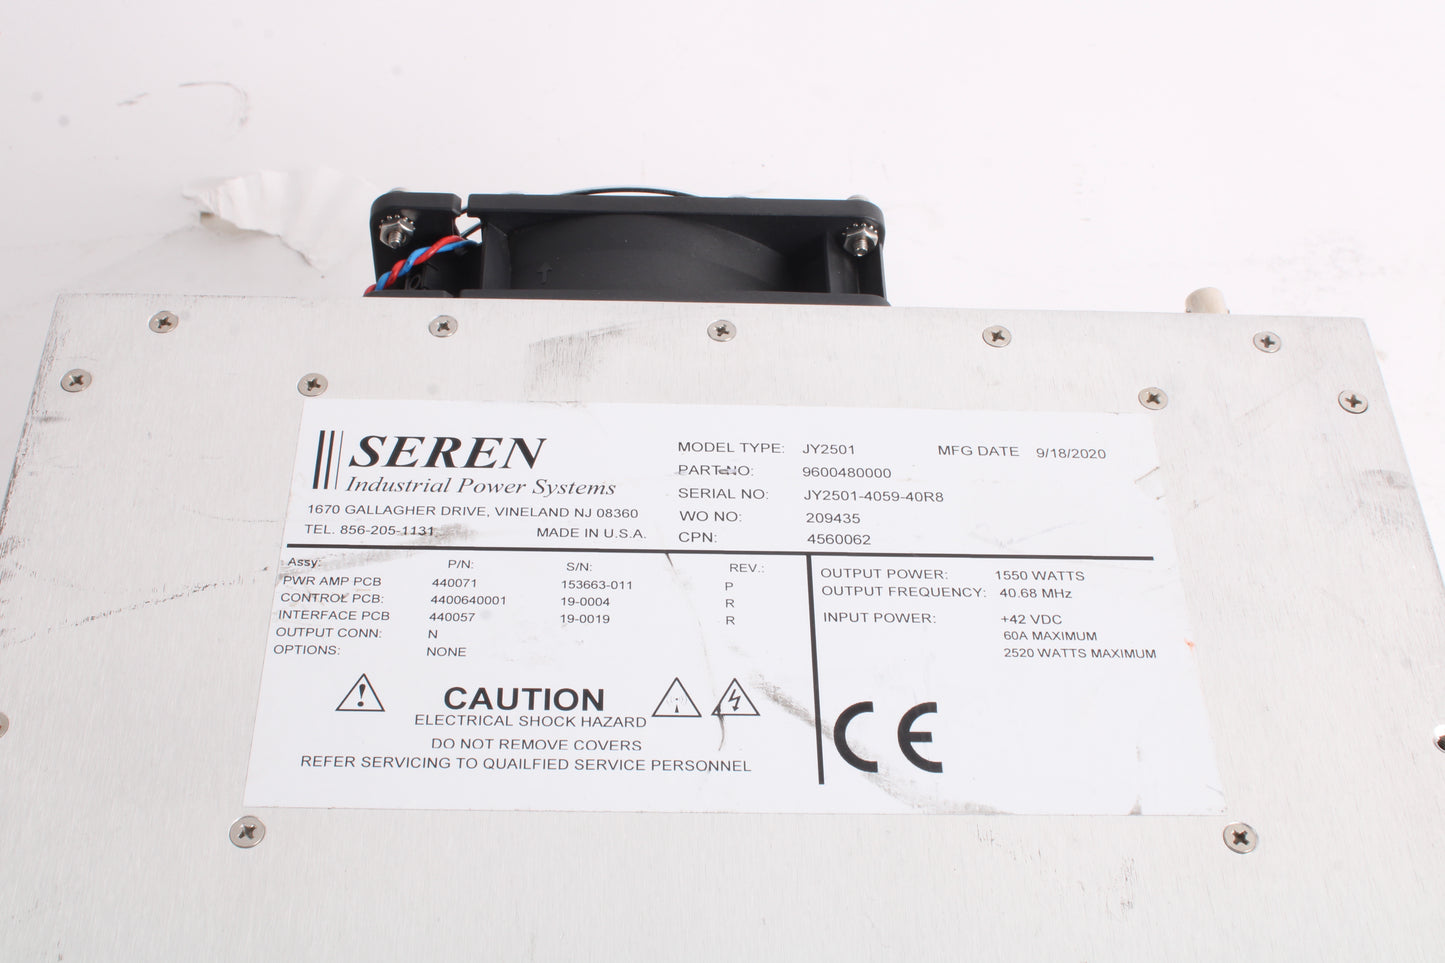 SEREN
Industrial Power Systems
1670 GALLAGHER DRIVE, VINELAND NJ 08360
TEL. 856-205-1131 MADE IN U.S.A.
MODEL TYPE: JY2501 MFG DATE 9/18/2020
PART NO: 9600480000
SERIAL NO: JY2501-4059-40R8
WO NO: 209435
CPN: 4560062
Assy: P/N: S/N: REV.:
PWR AMP PCB 440071 153663-011 P
CONTROL PCB: 4400640001 19-0004 R
INTERFACE PCB 440057 19-0019 R
OUTPUT CONN: N
OPTIONS: NONE
CAUTION
ELECTRICAL SHOCK HAZARD
DO NOT REMOVE COVERS
REFER SERVICING TO QUAILFIED SERVICE PERSONNEL
OUTPUT POWER: 1550 WATTS
OUTPUT FREQUENCY: 40.68 MHz
INPUT POWER: +42 VDC
60A MAXIMUM
2520 WATTS MAXIMUM
CE